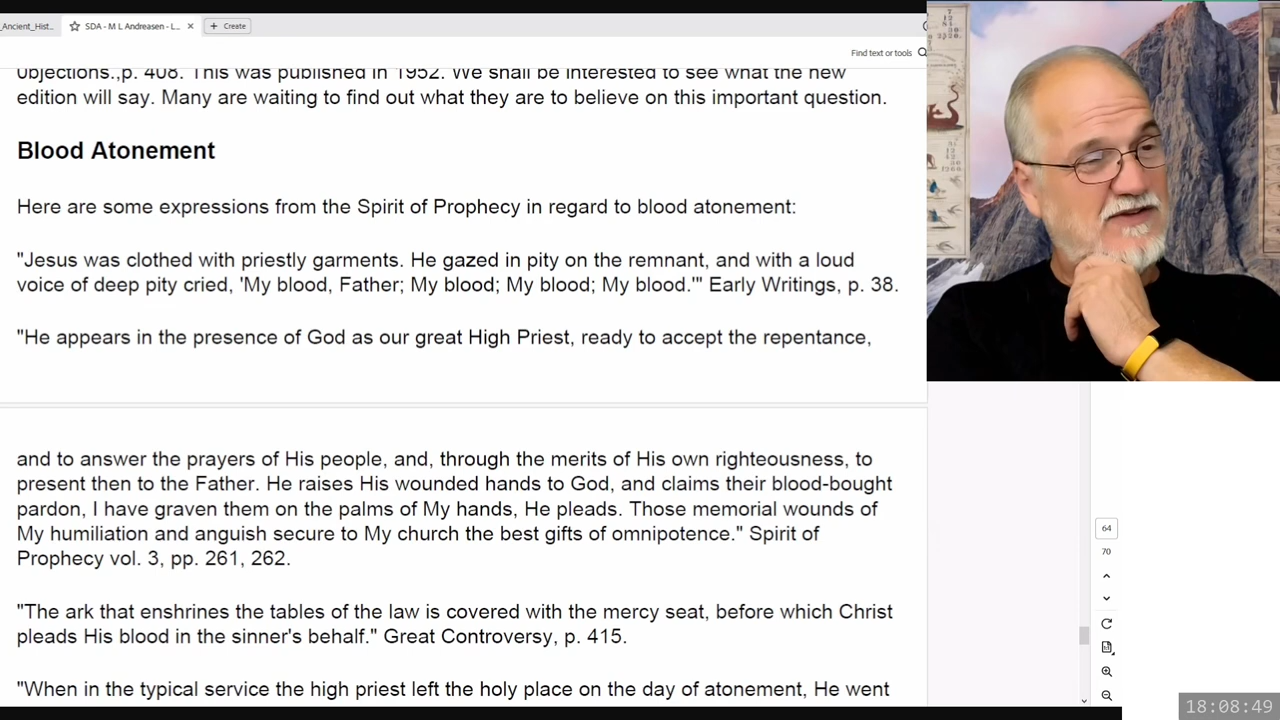 _Ancient_Hist...
SDA - M L Andreasen - L...
+ Create
Find text or tools
Objections.,p. 408. This was published in 1952. We shall be interested to see what the new
edition will say. Many are waiting to find out what they are to believe on this important question.
Blood Atonement
Here are some expressions from the Spirit of Prophecy in regard to blood atonement:
"Jesus was clothed with priestly garments. He gazed in pity on the remnant, and with a loud
voice of deep pity cried, 'My blood, Father; My blood; My blood; My blood.'" Early Writings, p. 38.
"He appears in the presence of God as our great High Priest, ready to accept the repentance,
and to answer the prayers of His people, and, through the merits of His own righteousness, to
present then to the Father. He raises His wounded hands to God, and claims their blood-bought
pardon, I have graven them on the palms of My hands, He pleads. Those memorial wounds of
My humiliation and anguish secure to My church the best gifts of omnipotence." Spirit of
Prophecy vol. 3, pp. 261, 262.
"The ark that enshrines the tables of the law is covered with the mercy seat, before which Christ
pleads His blood in the sinner's behalf." Great Controversy, p. 415.
"When in the typical service the high priest left the holy place on the day of atonement, He went
64
70
18:08:49